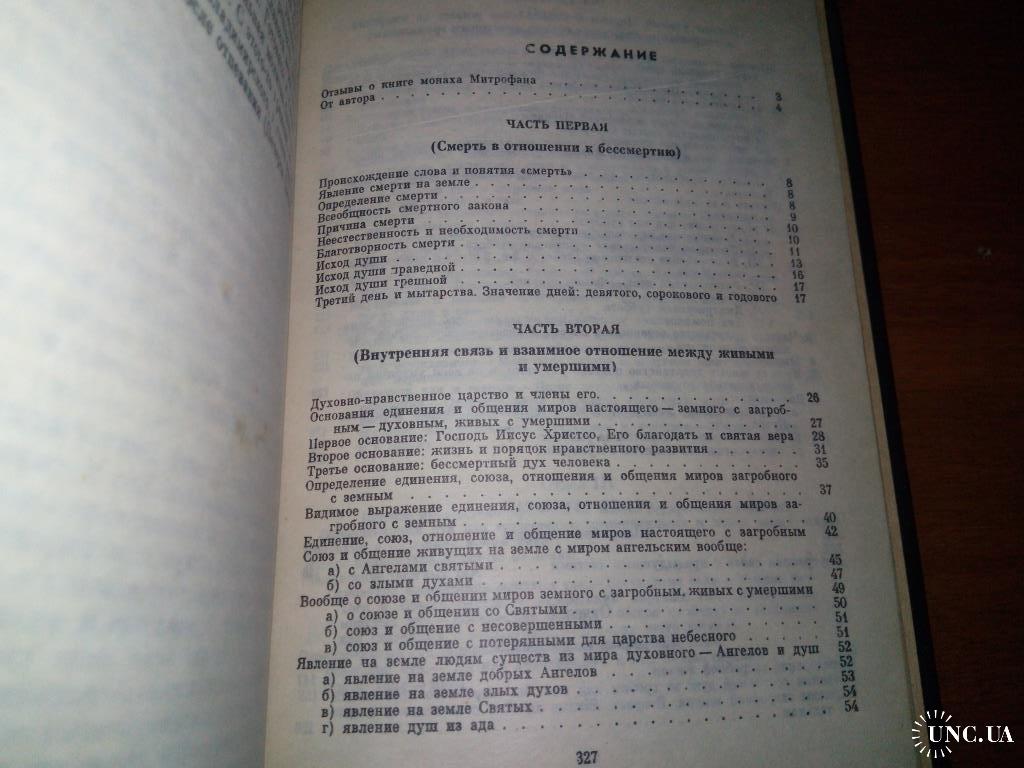 СОДЕРЖАНИЕ
Отзывы о книге монаха Митрофана . . . . . . . . . . . . . 3
От автора . . . . . . . . . . . . . . . . . . . . . 4
ЧАСТЬ ПЕРВАЯ
(Смерть в отношении к бессмертию)
Происхождение слова и понятия «смерть» . . . . . . . . . . . 8
Явление смерти на земле . . . . . . . . . . . . . . . . 8
Определение смерти . . . . . . . . . . . . . . . . . . 8
Всеобщность смертного закона . . . . . . . . . . . . . . 9
Причина смерти . . . . . . . . . . . . . . . . . . . 10
Неестественность и необходимость смерти . . . . . . . . . . 10
Благотворность смерти . . . . . . . . . . . . . . . . . 11
Исход души . . . . . . . . . . . . . . . . . . . . . 13
Исход души праведной . . . . . . . . . . . . . . . . . 16
Исход души грешной . . . . . . . . . . . . . . . . . . 17
Третий день и мытарства. Значение дней: девятого, сорокового и годового 17
ЧАСТЬ ВТОРАЯ
(Внутренняя связь и взаимное отношение между живыми
и умершими)
Духовно-нравственное царство и члены его. . . . . . . . . . . 26
Основания единения и общения миров настоящего — земного с загроб-
ным — духовным, живых с умершими . . . . . . . . . . . 27
Первое основание: Господь Иисус Христсо, Его благодать и святая вера 28
Второе основание: жизнь и порядок нравственного развития . . . . . . 31
Третье основание: бессмертный дух человека . . . . . . . . . . 35
Определение единения, союза, отношения и общения миров загробного
с земным . . . . . . . . . . . . . . . . . . . . 37
Видимое выражение единения, союза, отношения и общения миров за-
гробного с земным . . . . . . . . . . . . . . . . . 40
Единение, союз, отношение и общение миров настоящего с загробным 42
Союз и общение живущих на земле с миром ангельским вообще:
а) с Ангелами святыми . . . . . . . . . . . . . . . . 45
б) со злыми духами . . . . . . . . . . . . . . . . . 47
Вообще о союзе и общении миров земного с загробным, живых с умершими 49
а) о союзе и общении со Святыми . . . . . . . . . . . . 50
б) союз и общение с несовершенными . . . . . . . . . . . 51
в) союз и общение с потерянными для царства небесного . . . . . 51
Явление на земле людям существ из мира духовного — Ангелов и душ 52
а) явление на земле добрых Ангелов . . . . . . . . . . . 52
б) явление на земле злых духов . . . . . . . . . . . . . 53
в) явление на земле Святых . . . . . . . . . . . . . . 54
г) явление душ из ада . . . . . . . . . . . . . . . . 54
327
UNC.UA